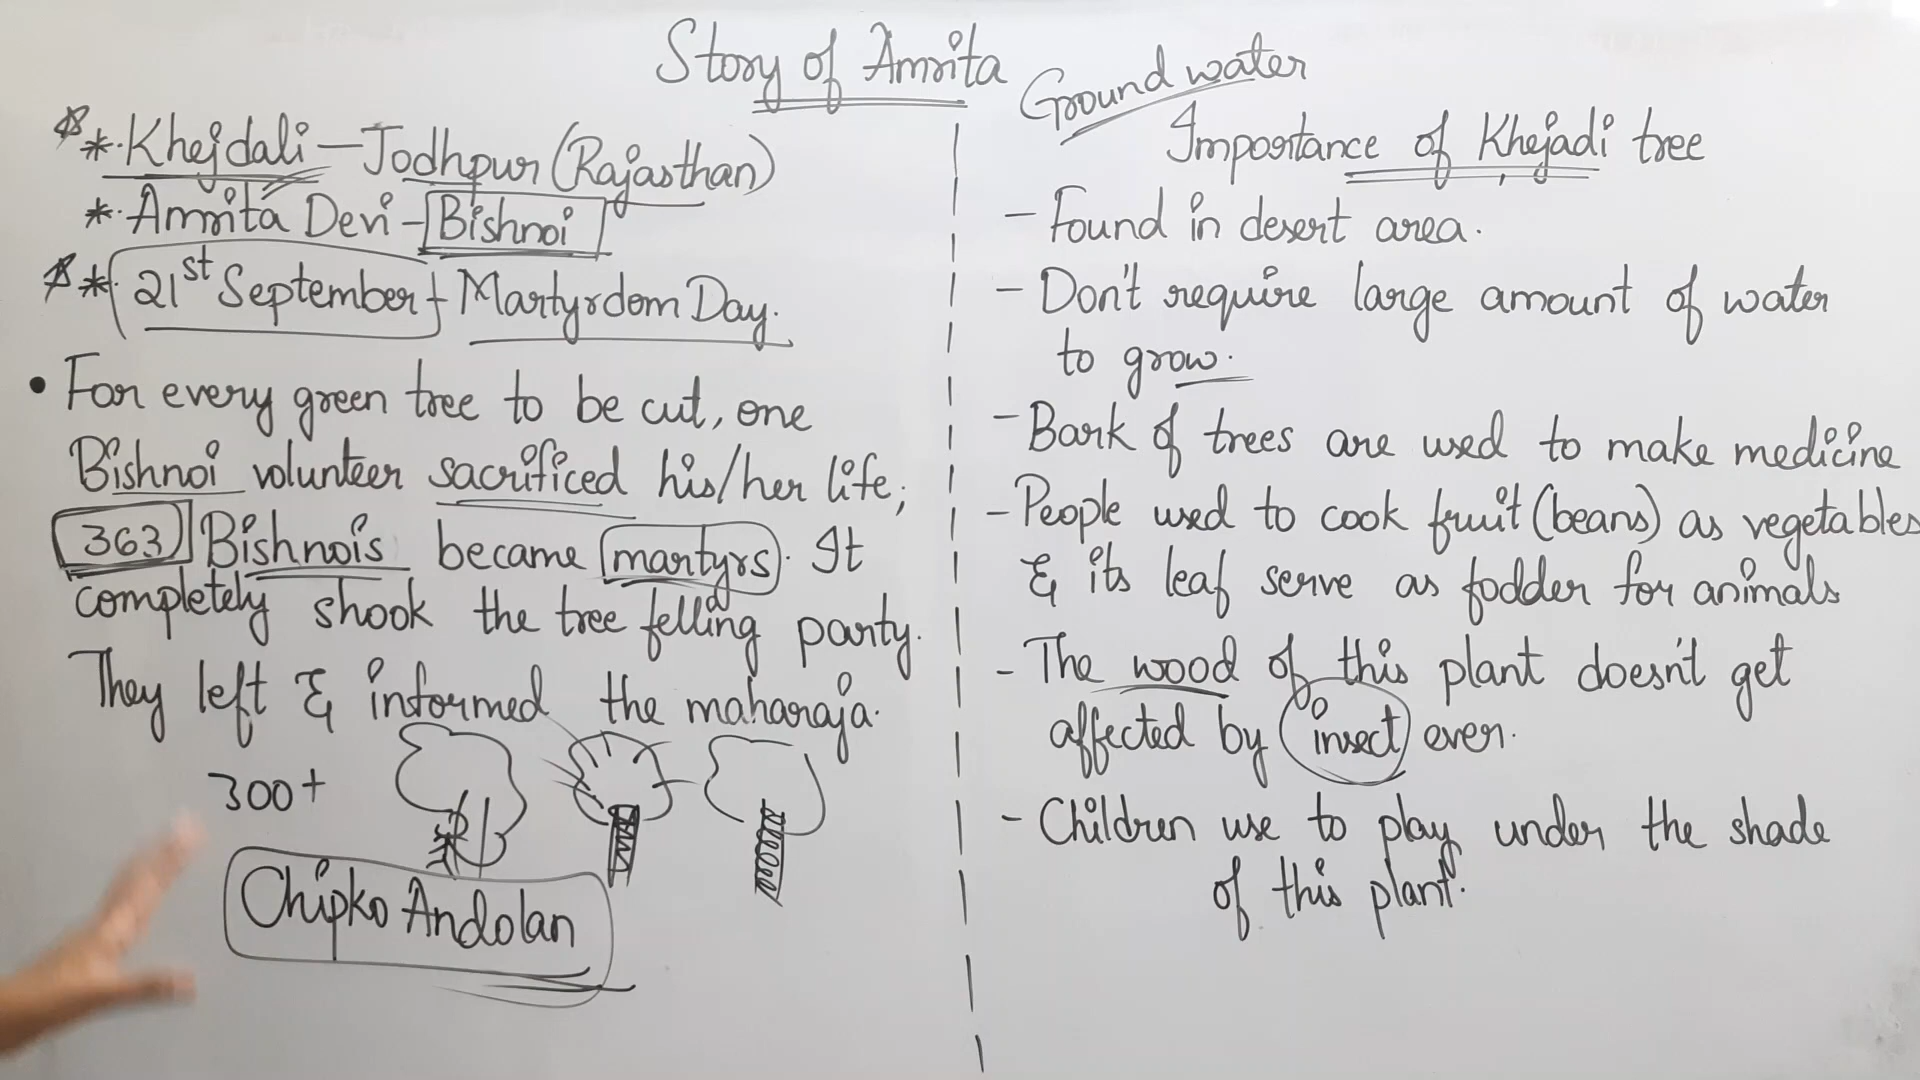 Story of Amrita
* Khejdali – Jodhpur (Rajasthan)
* Amrita Devi – Bishnoi
* 21st September – Martyrdom Day.
• For every green tree to be cut, one
Bishnoi volunteer sacrificed his/her life;
363 Bishnois became martyrs. It
completely shook the tree felling party.
They left & informed the maharaja.
300+
Chipko Andolan
Ground water
Importance of Khejadi tree
- Found in desert area.
- Don't require large amount of water
to grow.
- Bark of trees are used to make medicine
- People used to cook fruit (beans) as vegetables
& its leaf serve as fodder for animals
- The wood of this plant doesn't get
affected by insect ever.
- Children use to play under the shade
of this plant.